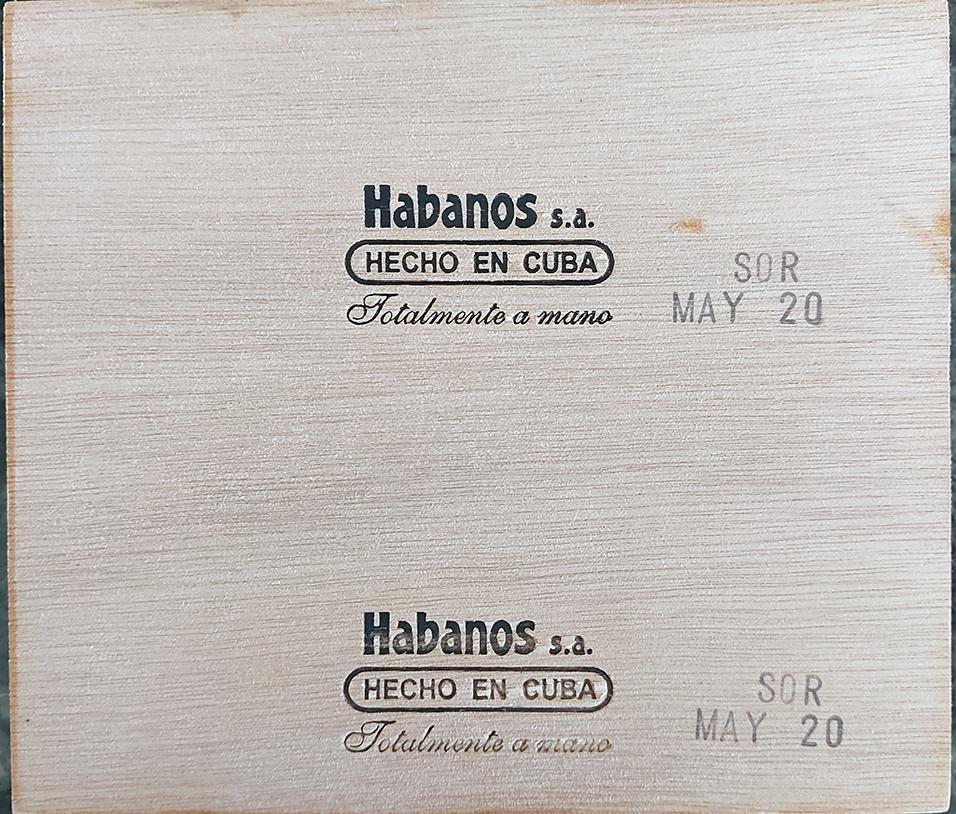 Habanos s.a.
HECHO EN CUBA
Totalmente a mano
SOR
MAY 20
Habanos s.a.
HECHO EN CUBA
Totalmente a mano
SOR
MAY 20